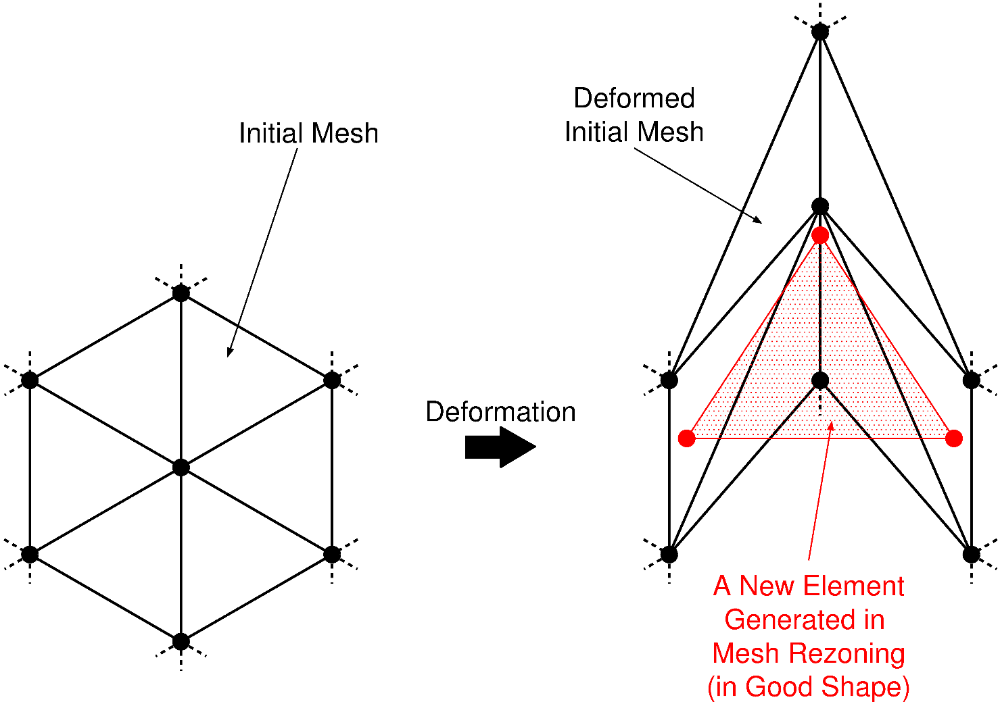 Initial Mesh
Deformed
Initial Mesh
Deformation
A New Element
Generated in
Mesh Rezoning
(in Good Shape)